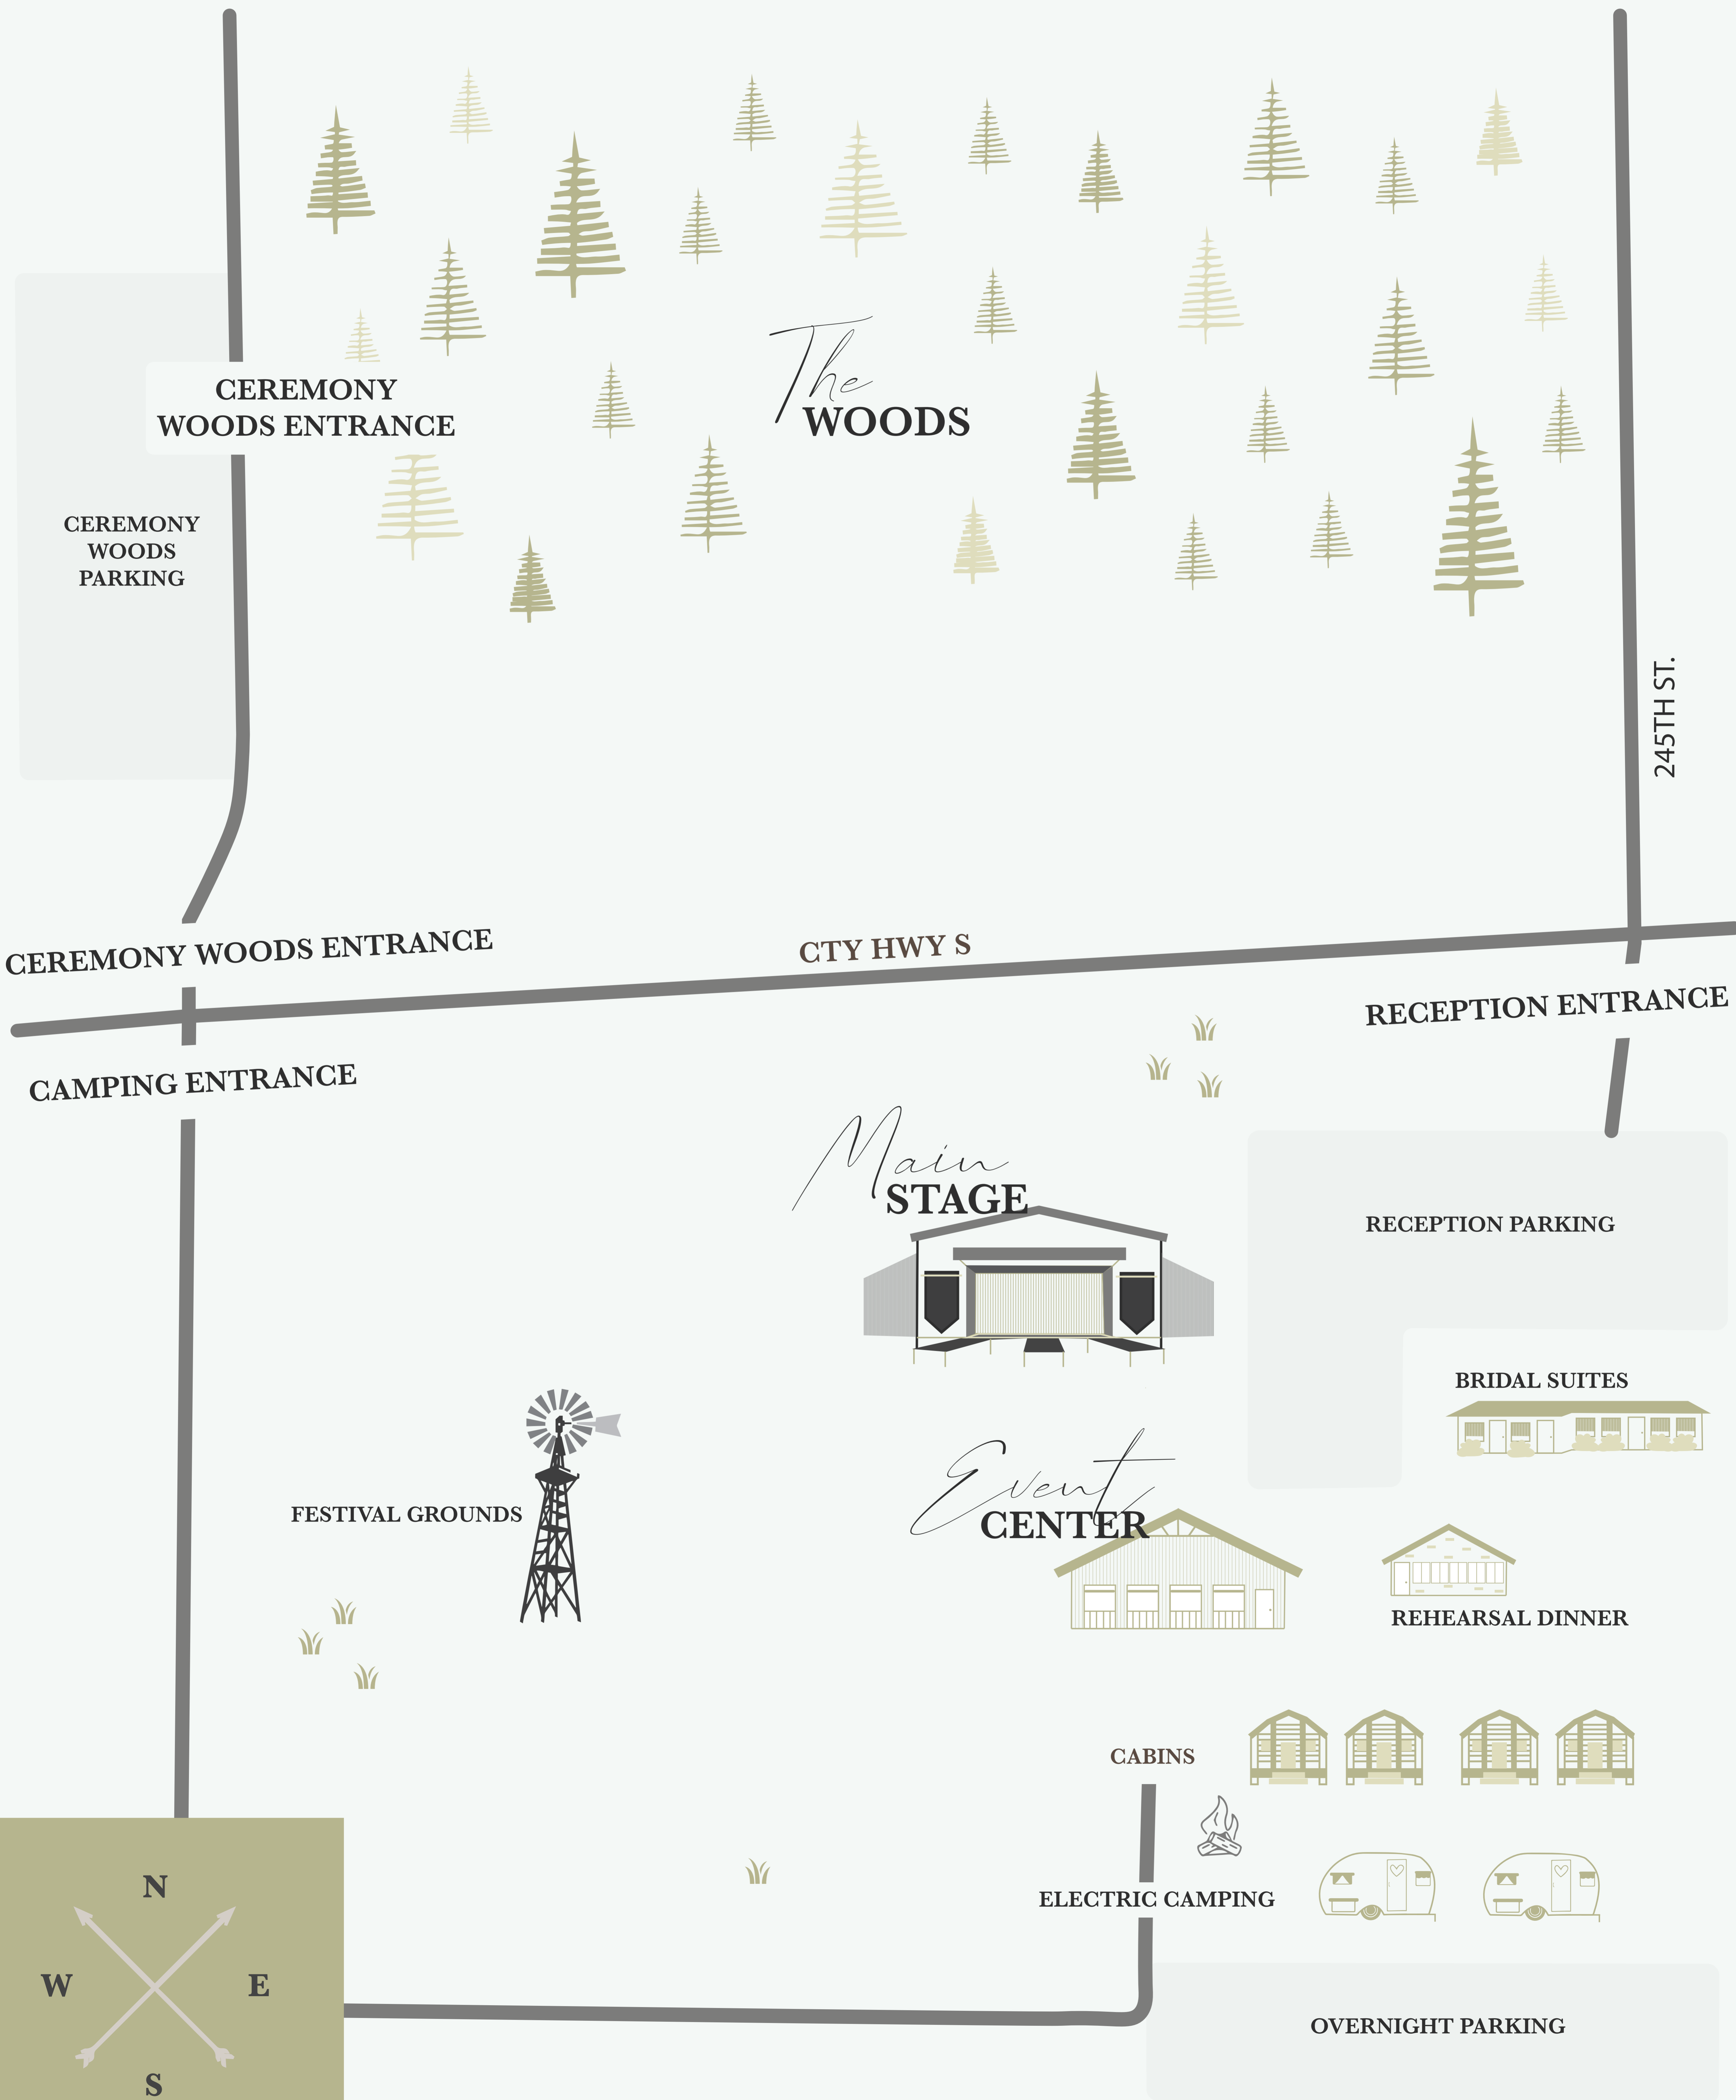 The
WOODS
CEREMONY
WOODS ENTRANCE
CEREMONY
WOODS
PARKING
245TH ST.
CEREMONY WOODS ENTRANCE
CTY HWY S
RECEPTION ENTRANCE
CAMPING ENTRANCE
Main
STAGE
RECEPTION PARKING
BRIDAL SUITES
Event
CENTER
FESTIVAL GROUNDS
REHEARSAL DINNER
CABINS
ELECTRIC CAMPING
OVERNIGHT PARKING
N
W
E
S